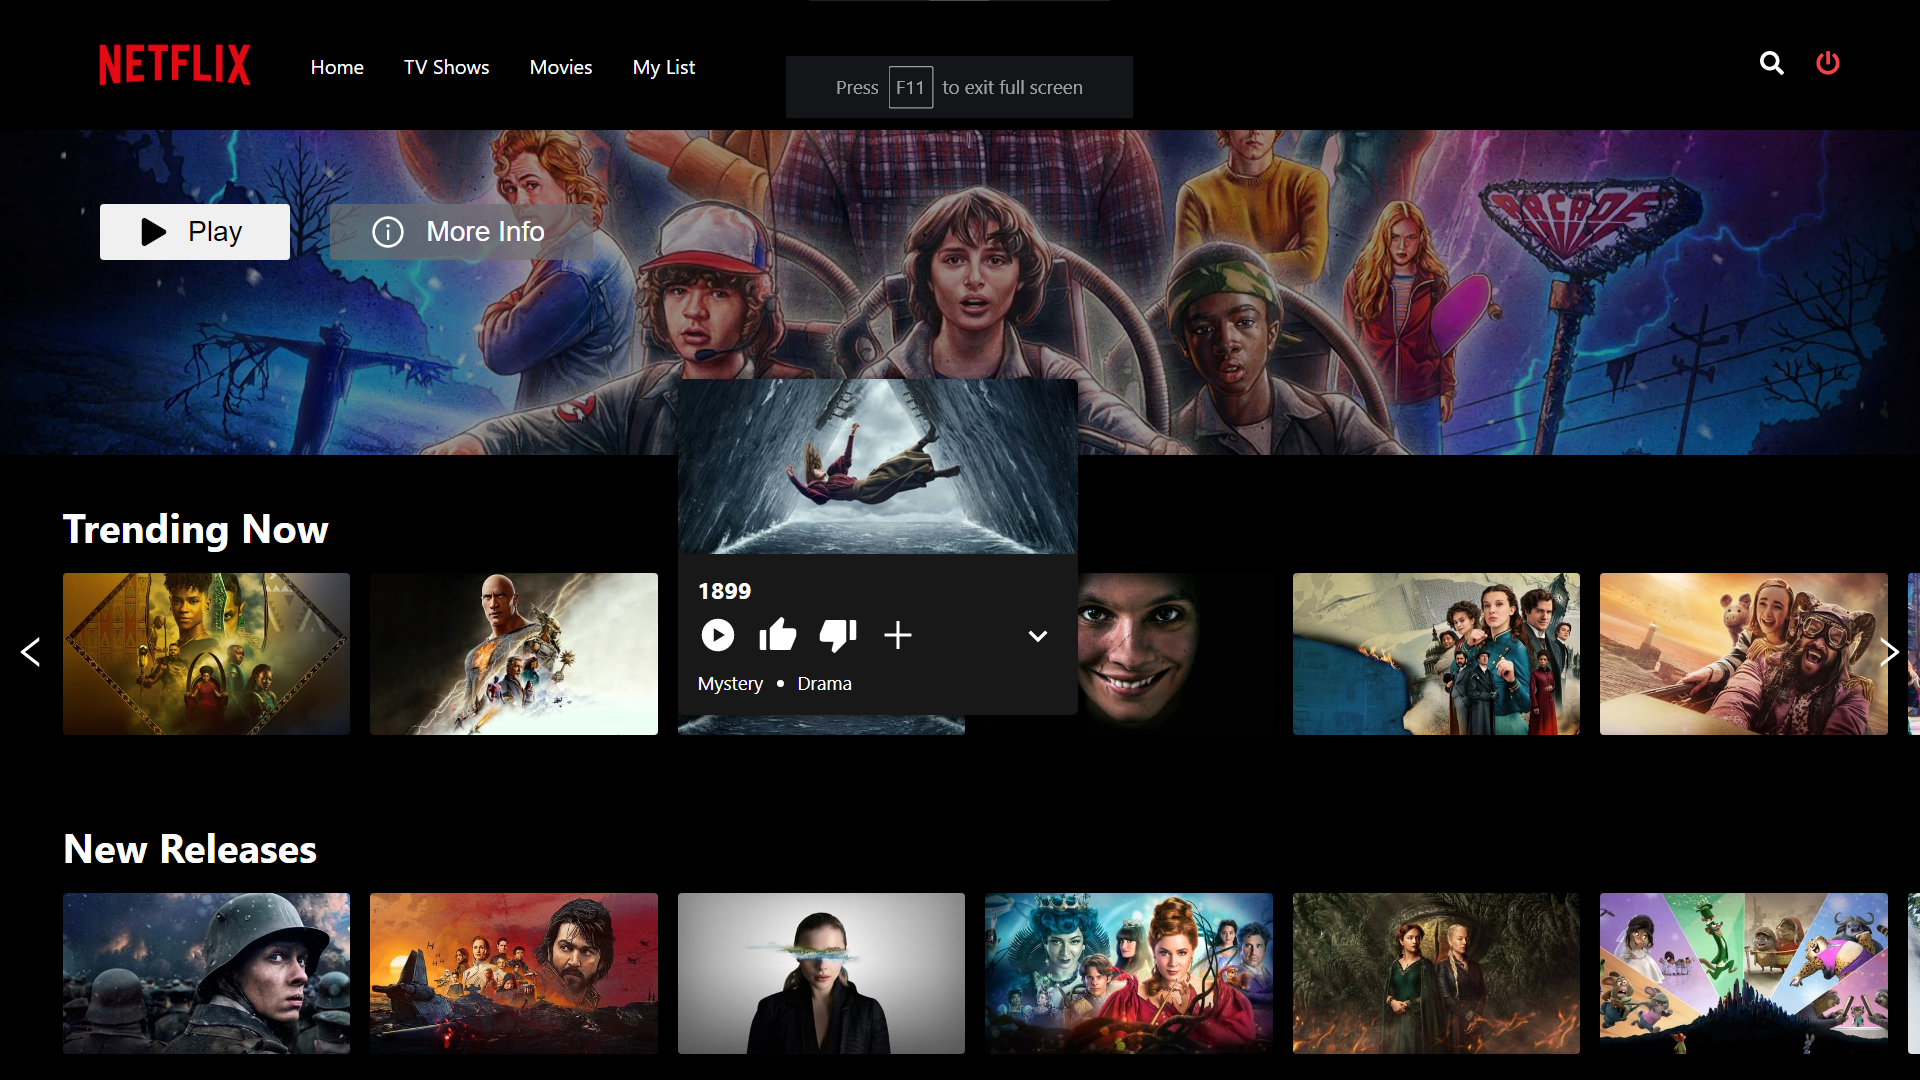 NETFLIX Home TV Shows Movies My List
Press F11 to exit full screen
ARCADE
Play More Info
Trending Now
1899
Mystery • Drama
New Releases